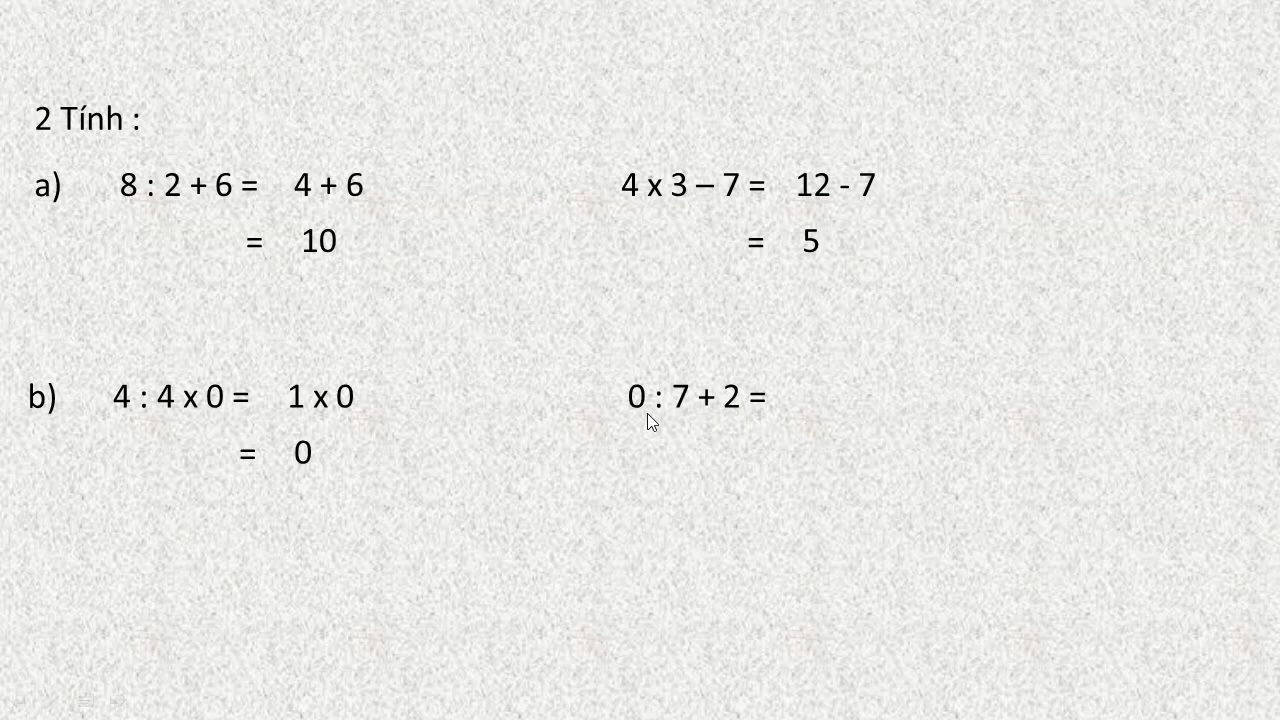 2 Tính :
a) 8 : 2 + 6 = 4 + 6
= 10
4 x 3 – 7 = 12 - 7
= 5
b) 4 : 4 x 0 = 1 x 0
= 0
0 : 7 + 2 =